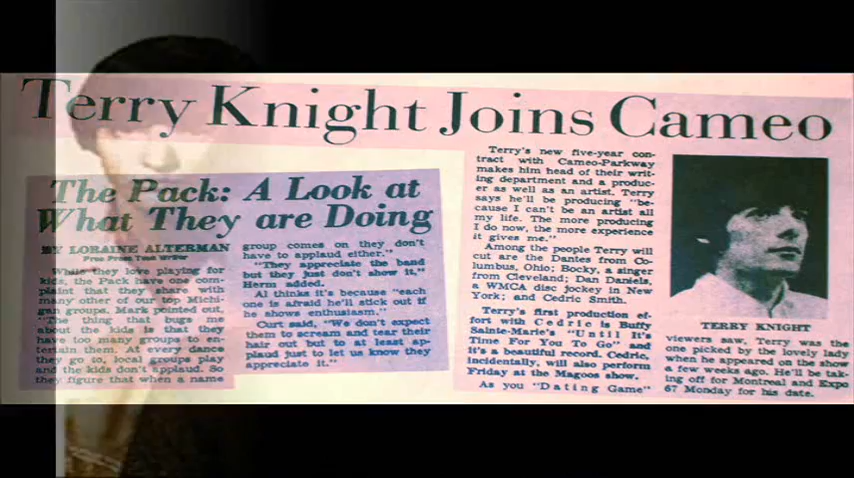 Terry Knight Joins Cameo
The Pack: A Look at
What They are Doing
BY LORAINE ALTERMAN
Free Press Teen Writer
While they love playing for
kids, the Pack have one com-
plaint that they share with
many other of our top Michi-
gan groups. Mark pointed out,
"The thing that bugs me
about the kids is that they
have too many groups to en-
tertain them. At every dance
they go to, local groups play
and the kids don't applaud. So
they figure that when a name
group comes on they don't
have to applaud either."
"They appreciate the band
but they just don't show it,"
Herm added.
Al thinks it's because "each
one is afraid he'll stick out if
he shows enthusiasm."
Curt said, "We don't expect
them to scream and tear their
hair out but to at least ap-
plaud just to let us know they
appreciate it."
Terry's new five-year con-
tract with Cameo-Parkway
makes him head of their writ-
ing department and a produc-
er as well as an artist. Terry
says he'll be producing "be-
cause I can't be an artist all
my life. The more producing
I do now, the more experience
it gives me."
Among the people Terry will
cut are the Dantes from Co-
lumbus, Ohio; Bocky, a singer
from Cleveland; Dan Daniels,
a WMCA disc jockey in New
York; and Cedric Smith.
Terry's first production ef-
fort with Cedric is Buffy
Sainte-Marie's "Until It's
Time For You To Go" and
it's a beautiful record. Cedric,
incidentally, will also perform
Friday at the Magoos show.
As you "Dating Game"
TERRY KNIGHT
viewers saw, Terry was the
one picked by the lovely lady
when he appeared on the show
a few weeks ago. He'll be tak-
ing off for Montreal and Expo
67 Monday for his date.